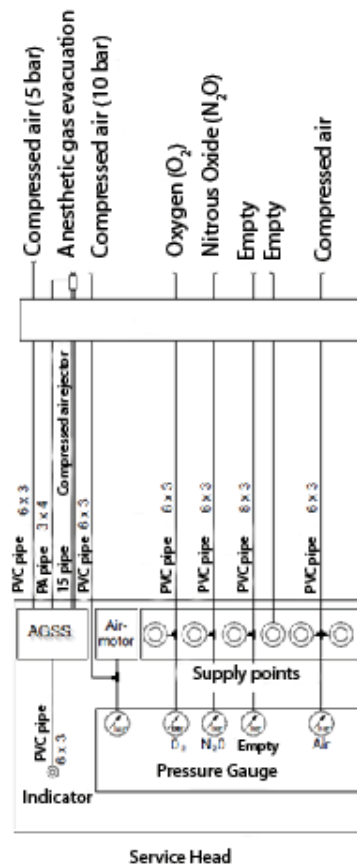 Compressed air (5 bar)
Anesthetic gas evacuation
Compressed air (10 bar)
Oxygen (O₂)
Nitrous Oxide (N₂O)
Empty
Empty
Compressed air
PVC pipe 6 x 3
PA pipe 3 x 4
15 pipe
Compressed air ejector
PVC pipe 6 x 3
PVC pipe 6 x 3
PVC pipe 6 x 3
PVC pipe 8 x 3
PVC pipe 6 x 3
AGSS
Air-
motor
Supply points
PVC pipe
6 x 3
O₂
N₂O
Empty
Air
Pressure Gauge
Indicator
Service Head